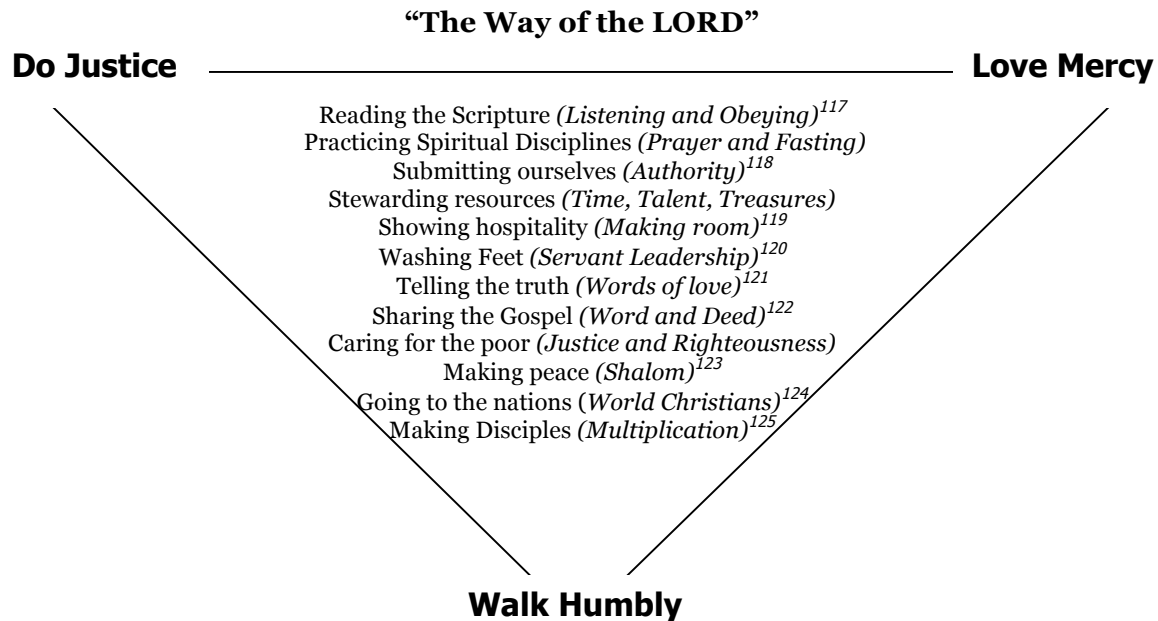 “The Way of the LORD”
Do Justice
Love Mercy
Reading the Scripture (Listening and Obeying)117
Practicing Spiritual Disciplines (Prayer and Fasting)
Submitting ourselves (Authority)118
Stewarding resources (Time, Talent, Treasures)
Showing hospitality (Making room)119
Washing Feet (Servant Leadership)120
Telling the truth (Words of love)121
Sharing the Gospel (Word and Deed)122
Caring for the poor (Justice and Righteousness)
Making peace (Shalom)123
Going to the nations (World Christians)124
Making Disciples (Multiplication)125
Walk Humbly